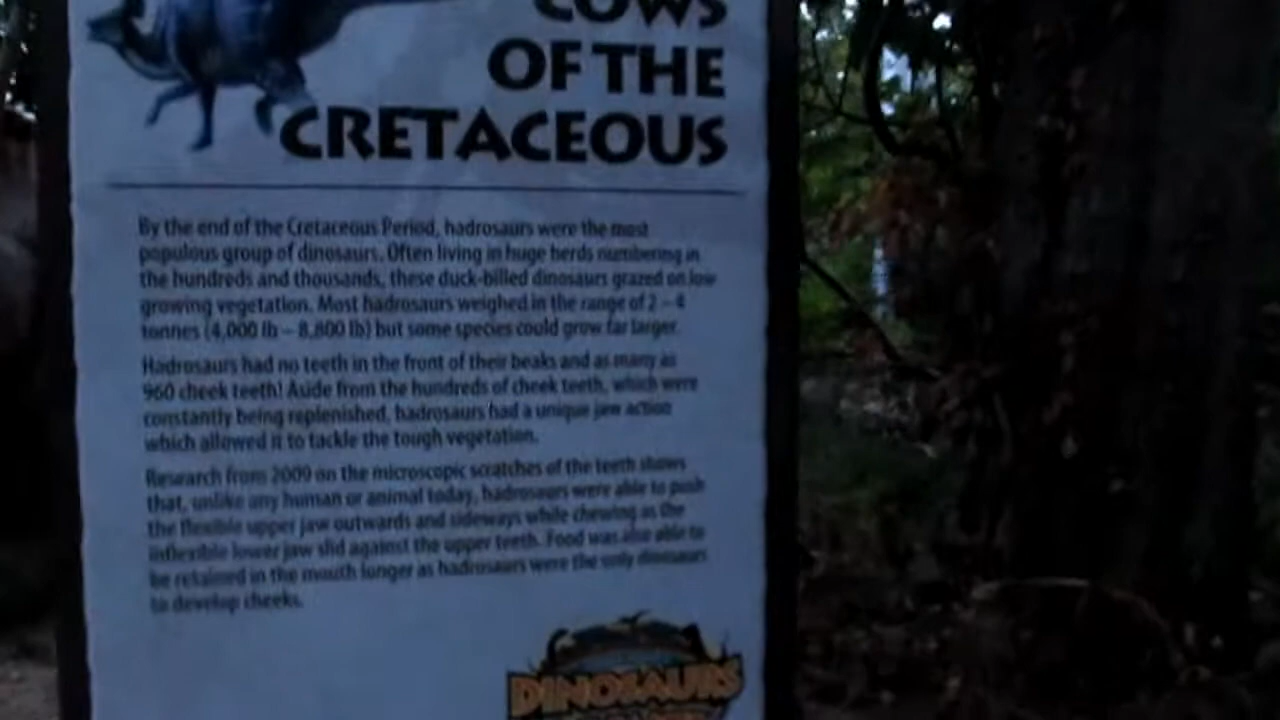 COWS
OF THE
CRETACEOUS
By the end of the Cretaceous Period, hadrosaurs were the most
populous group of dinosaurs. Often living in huge herds numbering in
the hundreds and thousands, these duck-billed dinosaurs grazed on low
growing vegetation. Most hadrosaurs weighed in the range of 2 – 4
tonnes (4,000 lb – 8,800 lb) but some species could grow far larger.
Hadrosaurs had no teeth in the front of their beaks and as many as
960 cheek teeth! Aside from the hundreds of cheek teeth, which were
constantly being replenished, hadrosaurs had a unique jaw action
which allowed it to tackle the tough vegetation.
Research from 2009 on the microscopic scratches of the teeth shows
that, unlike any human or animal today, hadrosaurs were able to push
the flexible upper jaw outwards and sideways while chewing as the
inflexible lower jaw slid against the upper teeth. Food was also able to
be retained in the mouth longer as hadrosaurs were the only dinosaurs
to develop cheeks.
DINOSAURS